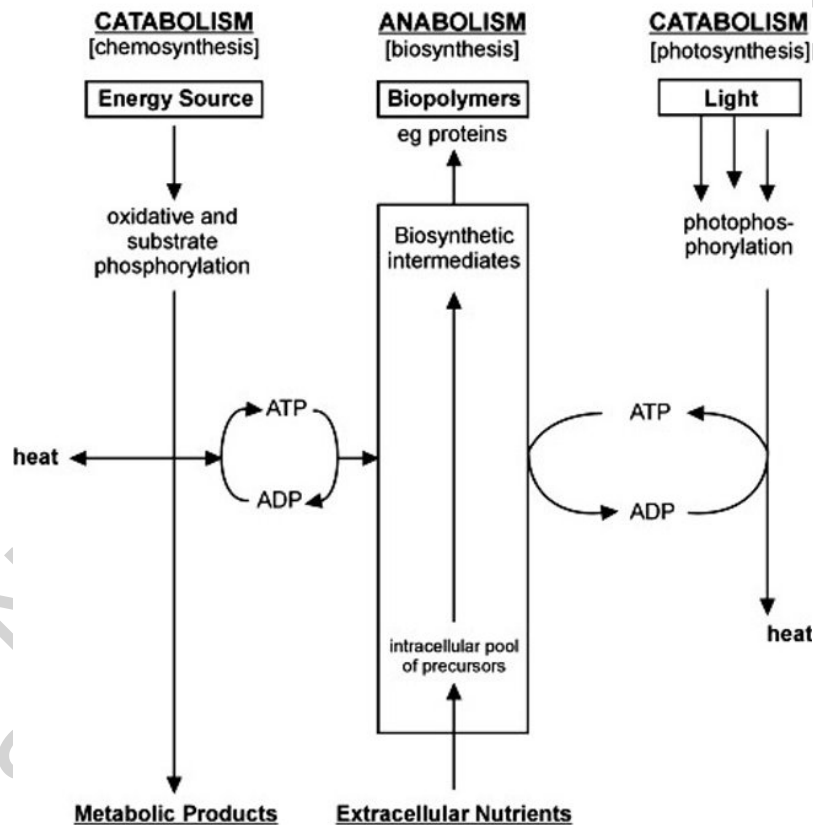 CATABOLISM
[chemosynthesis]
Energy Source
oxidative and
substrate
phosphorylation
heat
ATP
ADP
Metabolic Products
ANABOLISM
[biosynthesis]
Biopolymers
eg proteins
Biosynthetic
intermediates
intracellular pool
of precursors
Extracellular Nutrients
CATABOLISM
[photosynthesis]
Light
photophos-
phorylation
ATP
ADP
heat